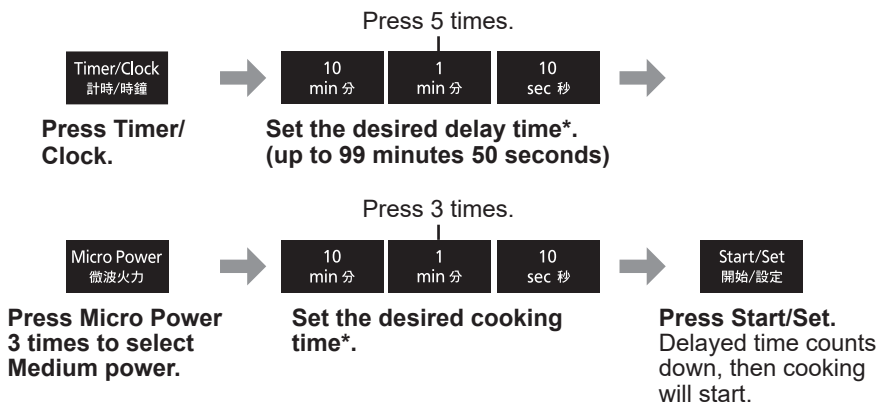 Press 5 times.
Timer/Clock
計時/時鐘
10
min 分
1
min 分
10
sec 秒
Press Timer/
Clock.
Set the desired delay time*.
(up to 99 minutes 50 seconds)
Press 3 times.
Micro Power
微波火力
10
min 分
1
min 分
10
sec 秒
Start/Set
開始/設定
Press Micro Power
3 times to select
Medium power.
Set the desired cooking
time*.
Press Start/Set.
Delayed time counts
down, then cooking
will start.